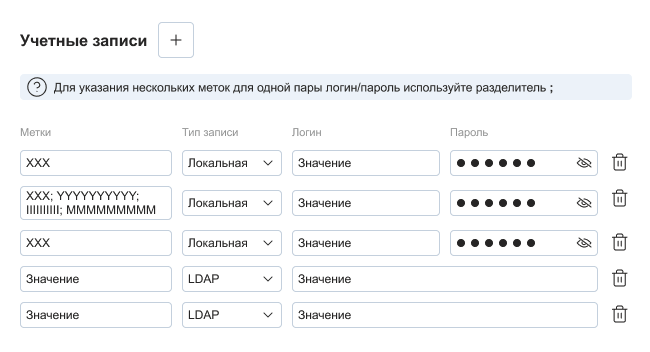 Учетные записи
Для указания нескольких меток для одной пары логин/пароль используйте разделитель ;
Метки Тип записи Логин Пароль
XXX Локальная Значение
XXX; YYYYYYYYYY;
IIIIIIIIII; MMMMMMMMMM Локальная Значение
XXX Локальная Значение
Значение LDAP Значение
Значение LDAP Значение